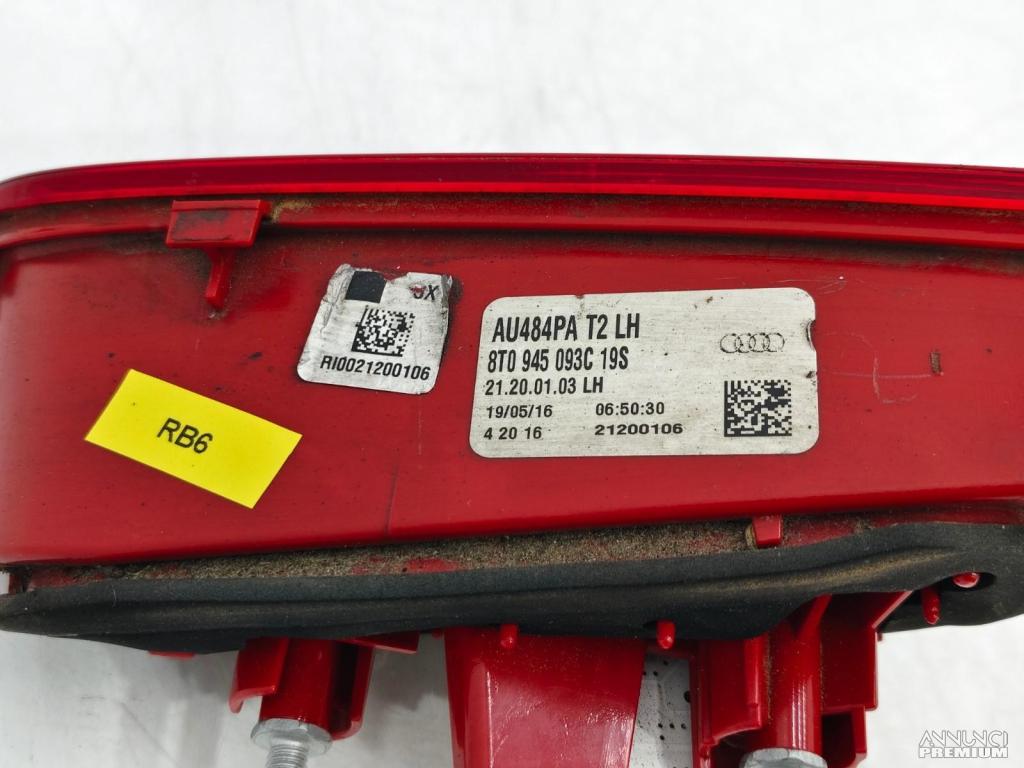 JX
RI0021200106
AU484PA T2 LH
8T0 945 093C 19S
21.20.01.03 LH
19/05/16 06:50:30
4 20 16 21200106
RB6
ANNUNCI
PREMIUM